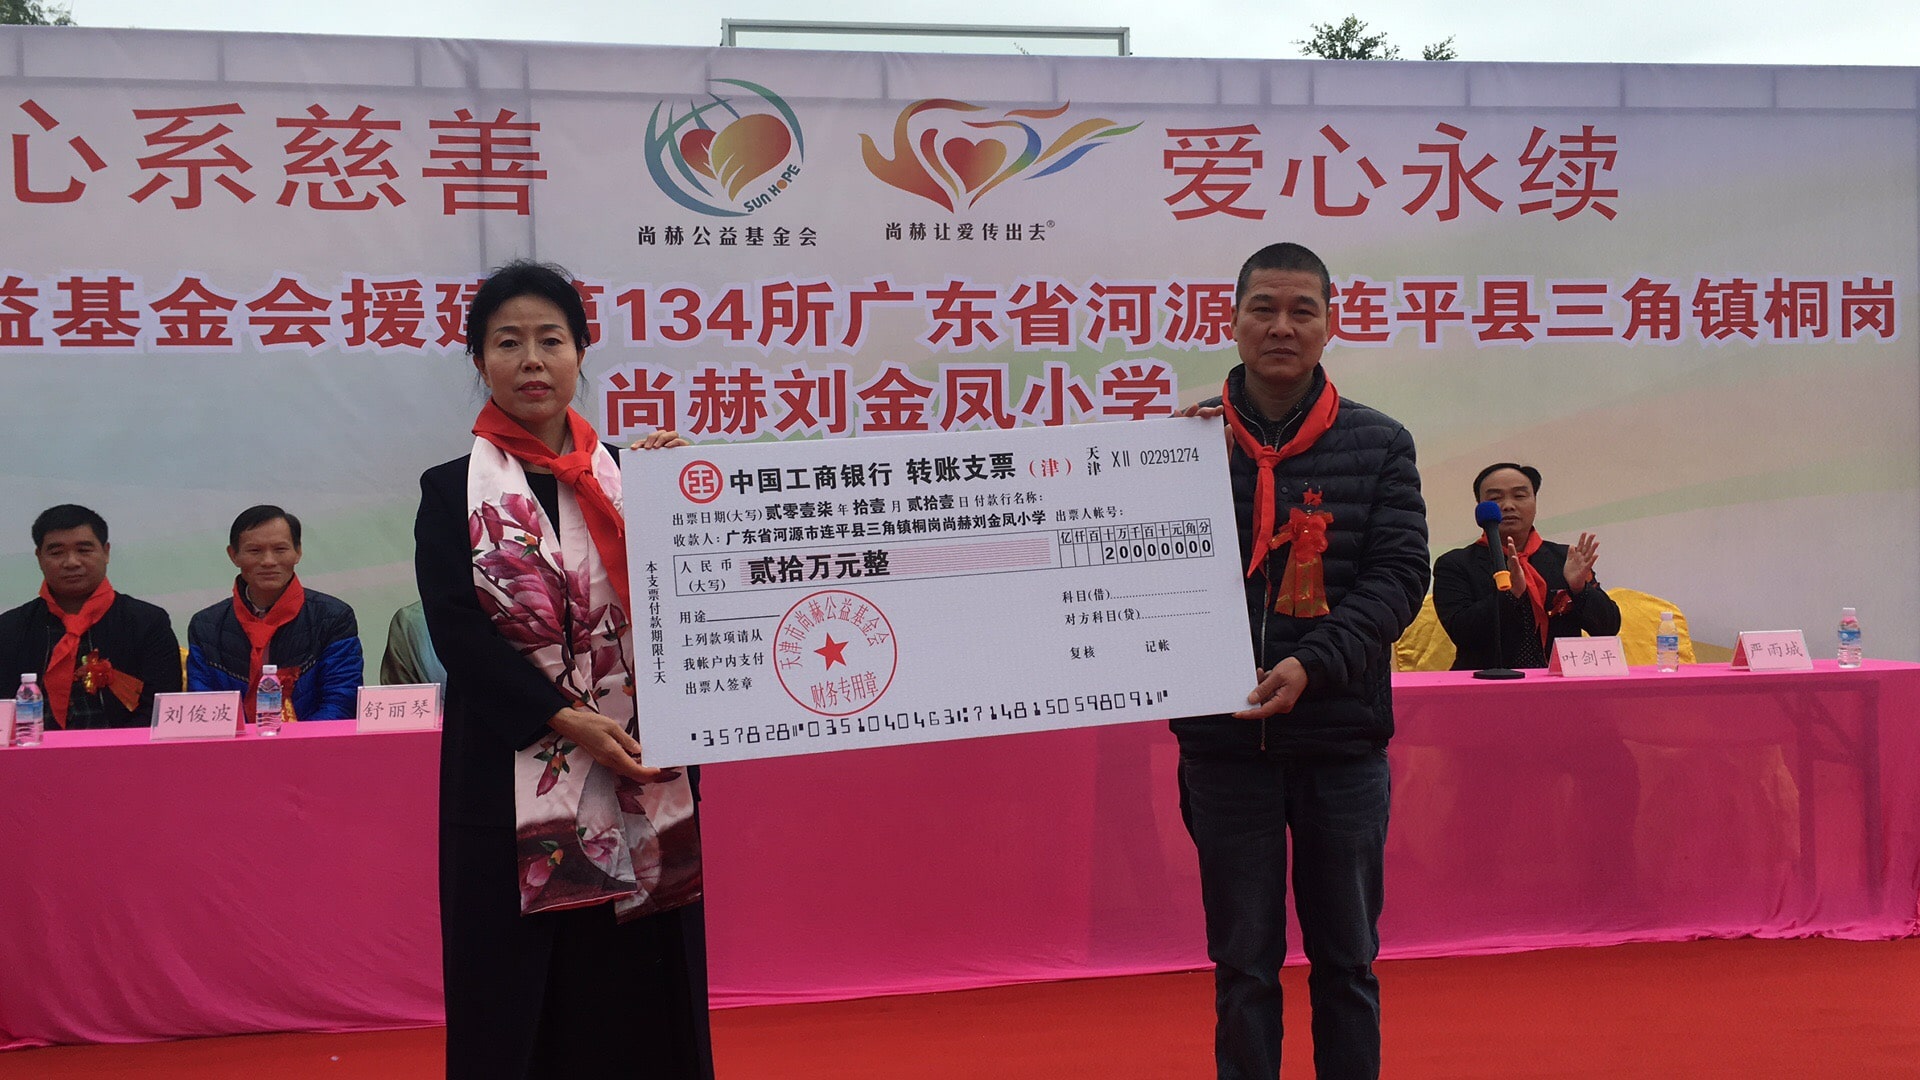 心系慈善
SUN HOPE
尚赫公益基金会
尚赫让爱传出去®
爱心永续
益基金会援建第134所广东省河源 连平县三角镇桐岗
尚赫刘金凤小学
中国工商银行 转账支票（津） 天津 XⅡ 02291274
出票日期(大写) 贰零壹柒年 拾壹月 贰拾壹日 付款行名称：
收款人：广东省河源市连平县三角镇桐岗尚赫刘金凤小学 出票人帐号：
人民币(大写) 贰拾万元整
亿仟百十万千百十元角分
20000000
本支票付款期限十天
用途
上列款项请从
我帐户内支付
出票人签章
天津市尚赫公益基金会
财务专用章
科目(借)
对方科目(贷)
复核 记帐
357828 035104046 71481505980 91
刘俊波
舒丽琴
叶剑平
严雨城